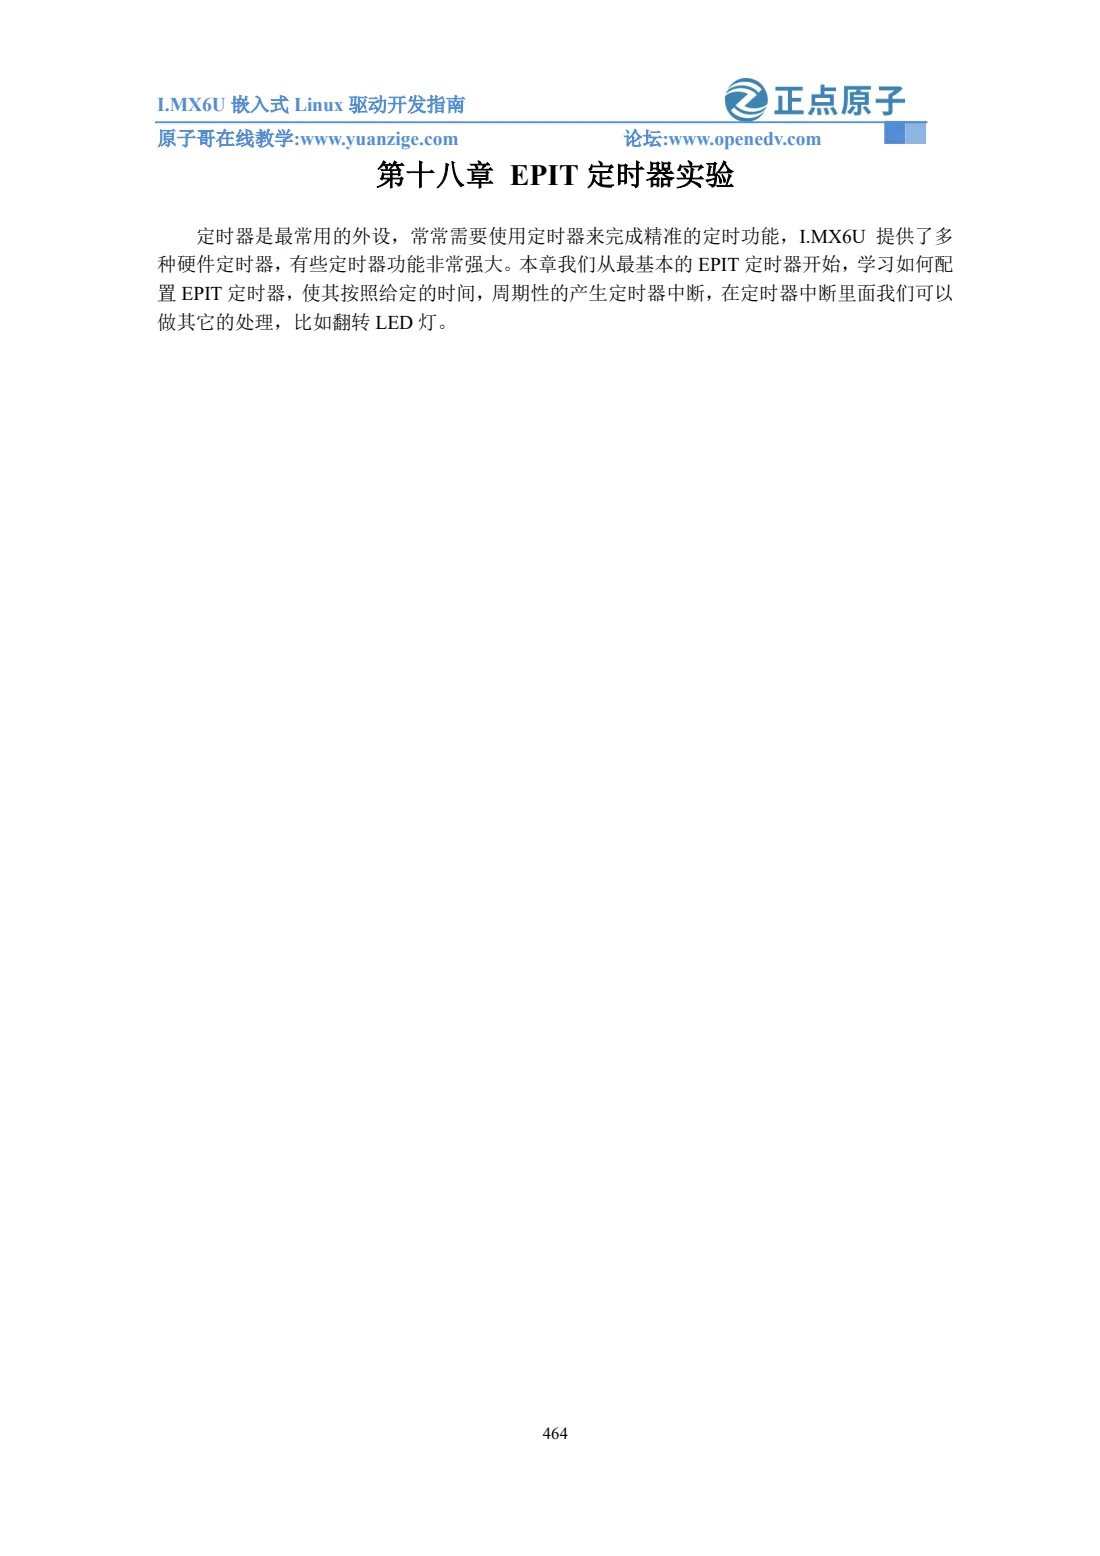 I.MX6U 嵌入式 Linux 驱动开发指南
正点原子
原子哥在线教学:www.yuanzige.com 论坛:www.openedv.com
第十八章 EPIT 定时器实验
定时器是最常用的外设，常常需要使用定时器来完成精准的定时功能，I.MX6U 提供了多
种硬件定时器，有些定时器功能非常强大。本章我们从最基本的 EPIT 定时器开始，学习如何配
置 EPIT 定时器，使其按照给定的时间，周期性的产生定时器中断，在定时器中断里面我们可以
做其它的处理，比如翻转 LED 灯。
464